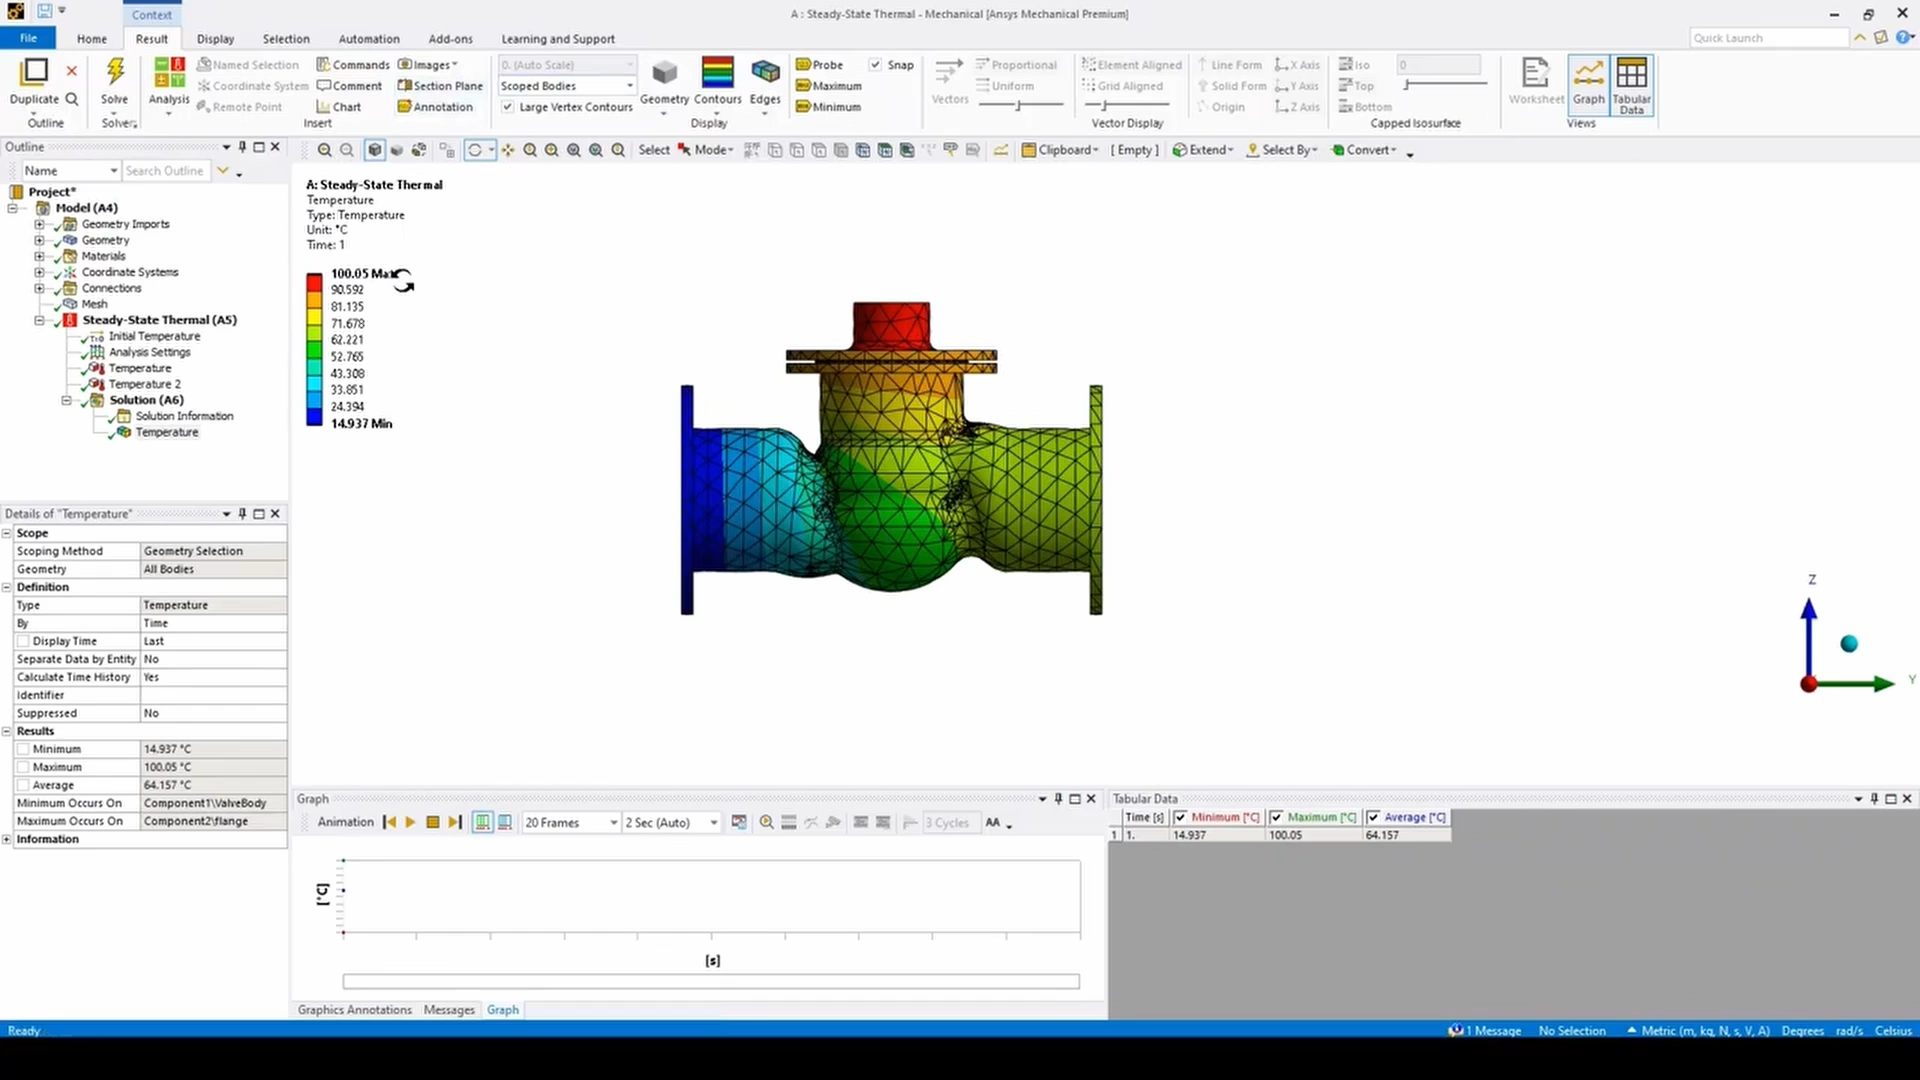 Context
A : Steady-State Thermal - Mechanical [Ansys Mechanical Premium]
File Home Result Display Selection Automation Add-ons Learning and Support
Quick Launch
Duplicate
Outline
Solve
Solver
Analysis
Named Selection
Coordinate System
Remote Point
Commands
Comment
Chart
Images
Section Plane
Annotation
Insert
0. (Auto Scale)
Scoped Bodies
Large Vertex Contours
Geometry Contours Edges
Display
Probe
Maximum
Minimum
Snap
Vectors
Proportional
Uniform
Element Aligned
Grid Aligned
Vector Display
Line Form
Solid Form
Origin
X Axis
Y Axis
Z Axis
Iso 0
Top
Bottom
Capped Isosurface
Worksheet Graph Tabular Data
Views
Outline
Name Search Outline
Project*
Model (A4)
Geometry Imports
Geometry
Materials
Coordinate Systems
Connections
Mesh
Steady-State Thermal (A5)
Initial Temperature
Analysis Settings
Temperature
Temperature 2
Solution (A6)
Solution Information
Temperature
Select Mode
Clipboard [ Empty ] Extend Select By Convert
A: Steady-State Thermal
Temperature
Type: Temperature
Unit: °C
Time: 1
100.05 Max
90.592
81.135
71.678
62.221
52.765
43.308
33.851
24.394
14.937 Min
Z
Y
Details of "Temperature"
Scope
Scoping Method Geometry Selection
Geometry All Bodies
Definition
Type Temperature
By Time
Display Time Last
Separate Data by Entity No
Calculate Time History Yes
Identifier
Suppressed No
Results
Minimum 14.937 °C
Maximum 100.05 °C
Average 64.157 °C
Minimum Occurs On Component1\ValveBody
Maximum Occurs On Component2\flange
Information
Graph
Animation 20 Frames 2 Sec (Auto) 3 Cycles AA
[°C]
[s]
Graphics Annotations Messages Graph
Tabular Data
Time [s] Minimum [°C] Maximum [°C] Average [°C]
1 1. 14.937 100.05 64.157
Ready
1 Message No Selection Metric (m, kg, N, s, V, A) Degrees rad/s Celsius